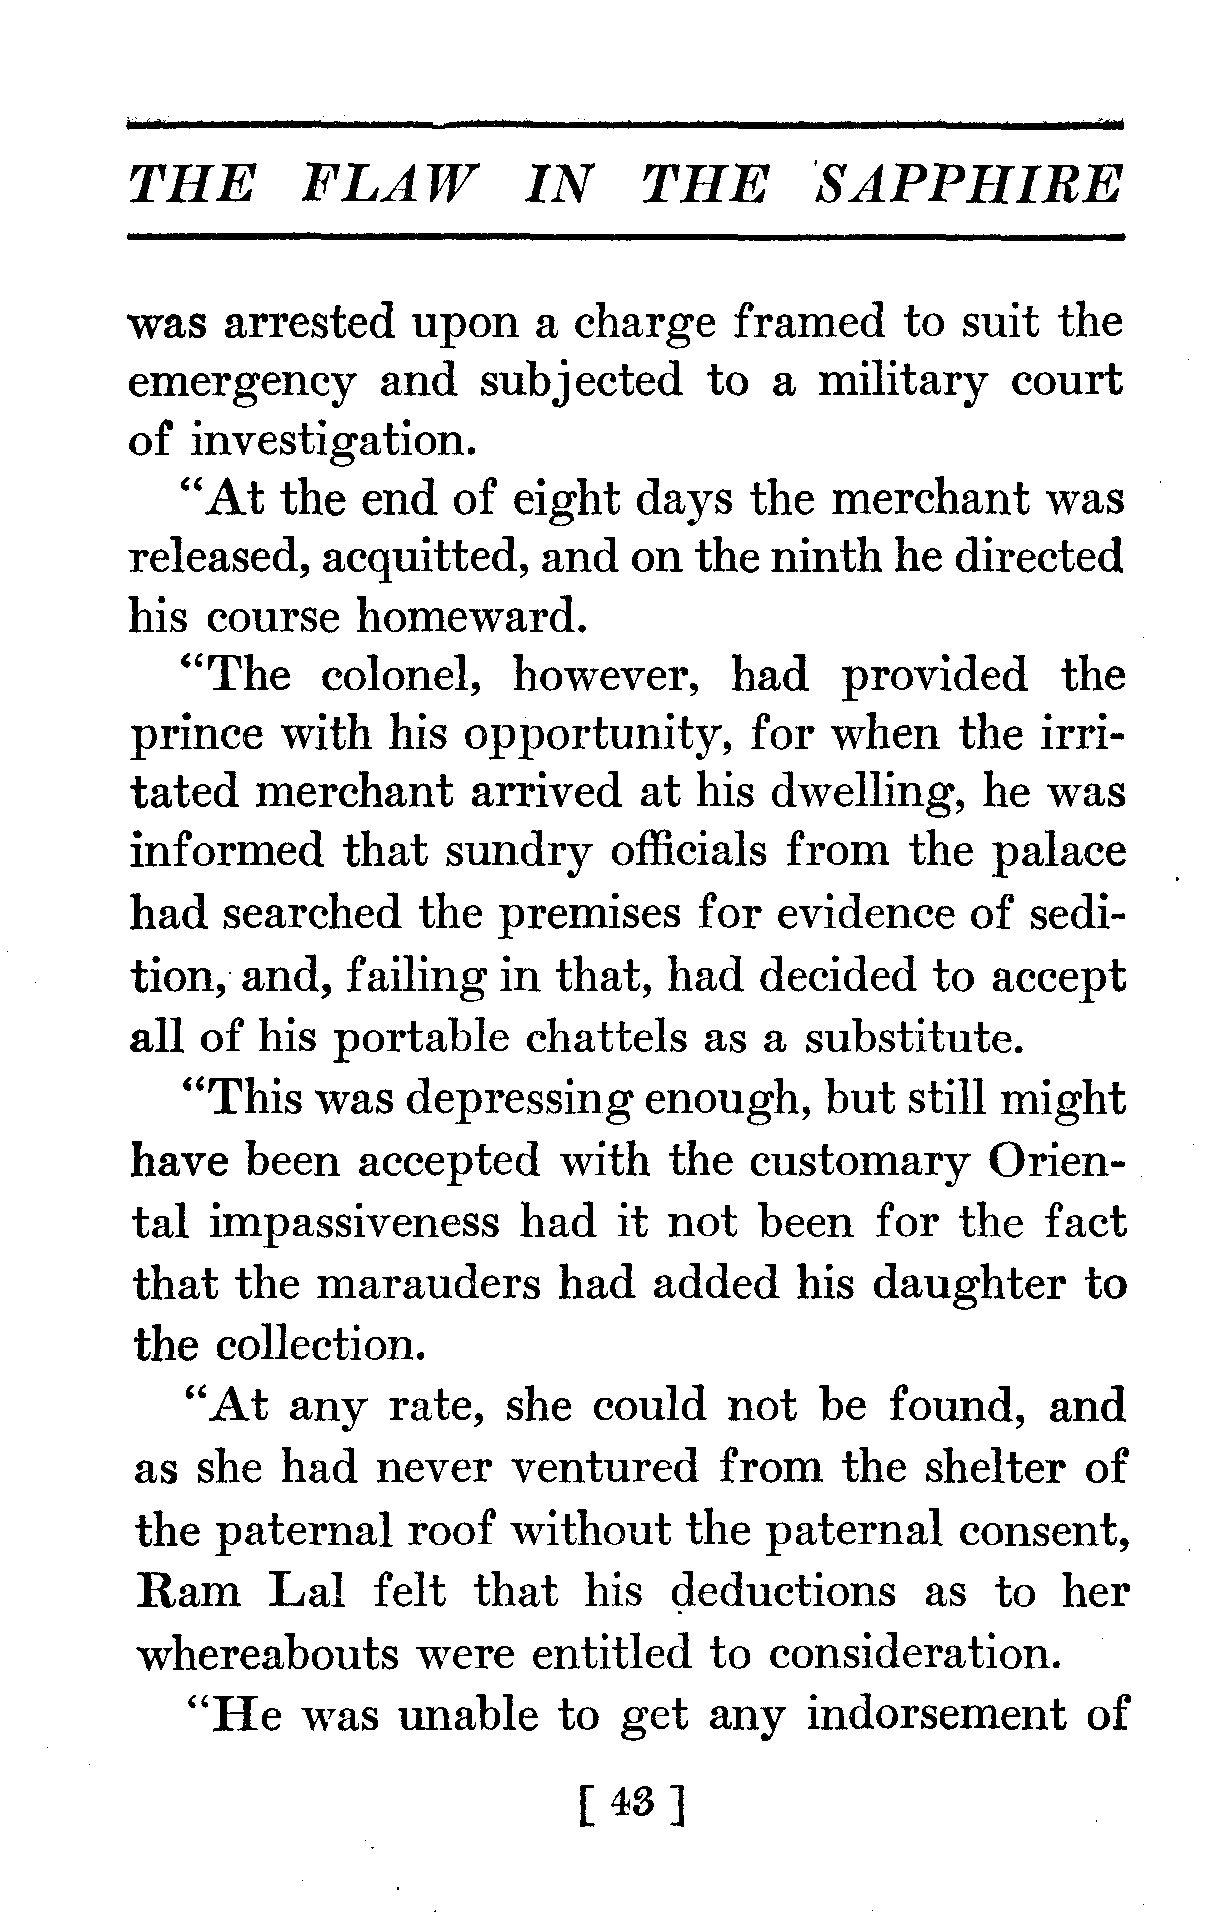 THE FLAW IN THE SAPPHIRE
was arrested upon a charge framed to suit the
emergency and subjected to a military court
of investigation.
“At the end of eight days the merchant was
released, acquitted, and on the ninth he directed
his course homeward.
“The colonel, however, had provided the
prince with his opportunity, for when the irri-
tated merchant arrived at his dwelling, he was
informed that sundry officials from the palace
had searched the premises for evidence of sedi-
tion, and, failing in that, had decided to accept
all of his portable chattels as a substitute.
“This was depressing enough, but still might
have been accepted with the customary Orien-
tal impassiveness had it not been for the fact
that the marauders had added his daughter to
the collection.
“At any rate, she could not be found, and
as she had never ventured from the shelter of
the paternal roof without the paternal consent,
Ram Lal felt that his deductions as to her
whereabouts were entitled to consideration.
“He was unable to get any indorsement of
[ 43 ]